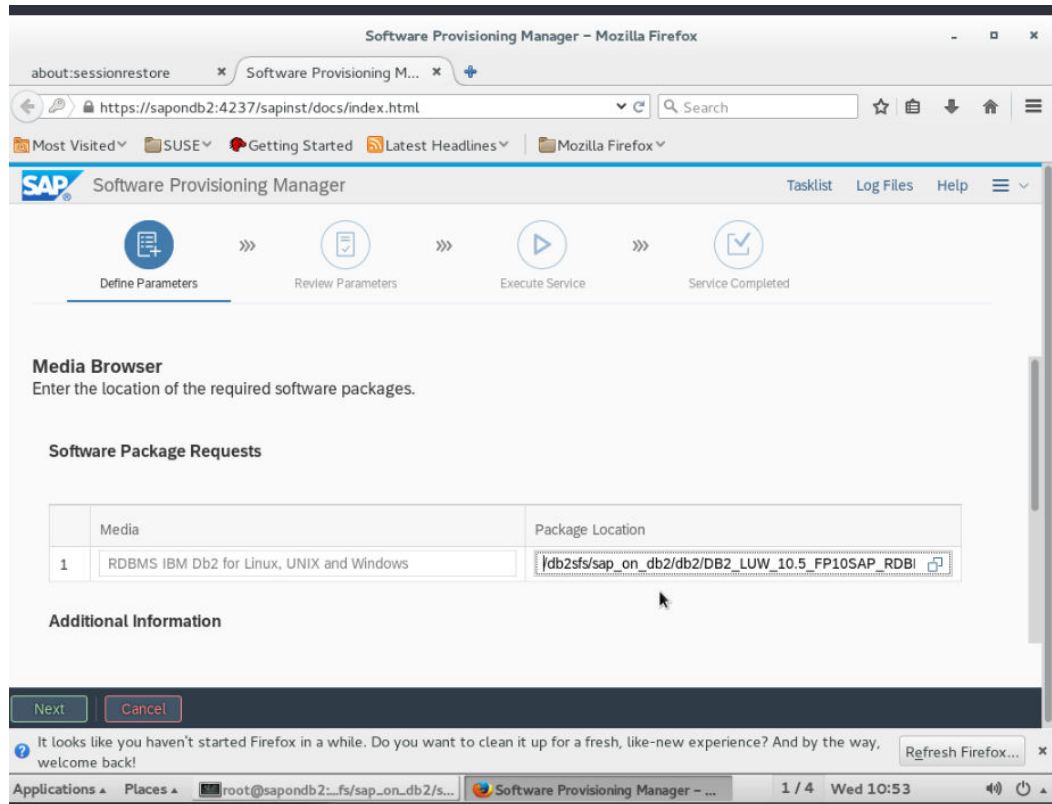 Software Provisioning Manager – Mozilla Firefox
about:sessionrestore
Software Provisioning M...
https://sapondb2:4237/sapinst/docs/index.html
Search
Most Visited
SUSE
Getting Started
Latest Headlines
Mozilla Firefox
SAP
Software Provisioning Manager
Tasklist
Log Files
Help
Define Parameters
Review Parameters
Execute Service
Service Completed
Media Browser
Enter the location of the required software packages.
Software Package Requests
Media
Package Location
1
RDBMS IBM Db2 for Linux, UNIX and Windows
/db2sfs/sap_on_db2/db2/DB2_LUW_10.5_FP10SAP_RDBI
Additional Information
Next
Cancel
It looks like you haven't started Firefox in a while. Do you want to clean it up for a fresh, like-new experience? And by the way,
welcome back!
Refresh Firefox...
Applications
Places
root@sapondb2:...fs/sap_on_db2/s...
Software Provisioning Manager – ...
1 / 4
Wed 10:53